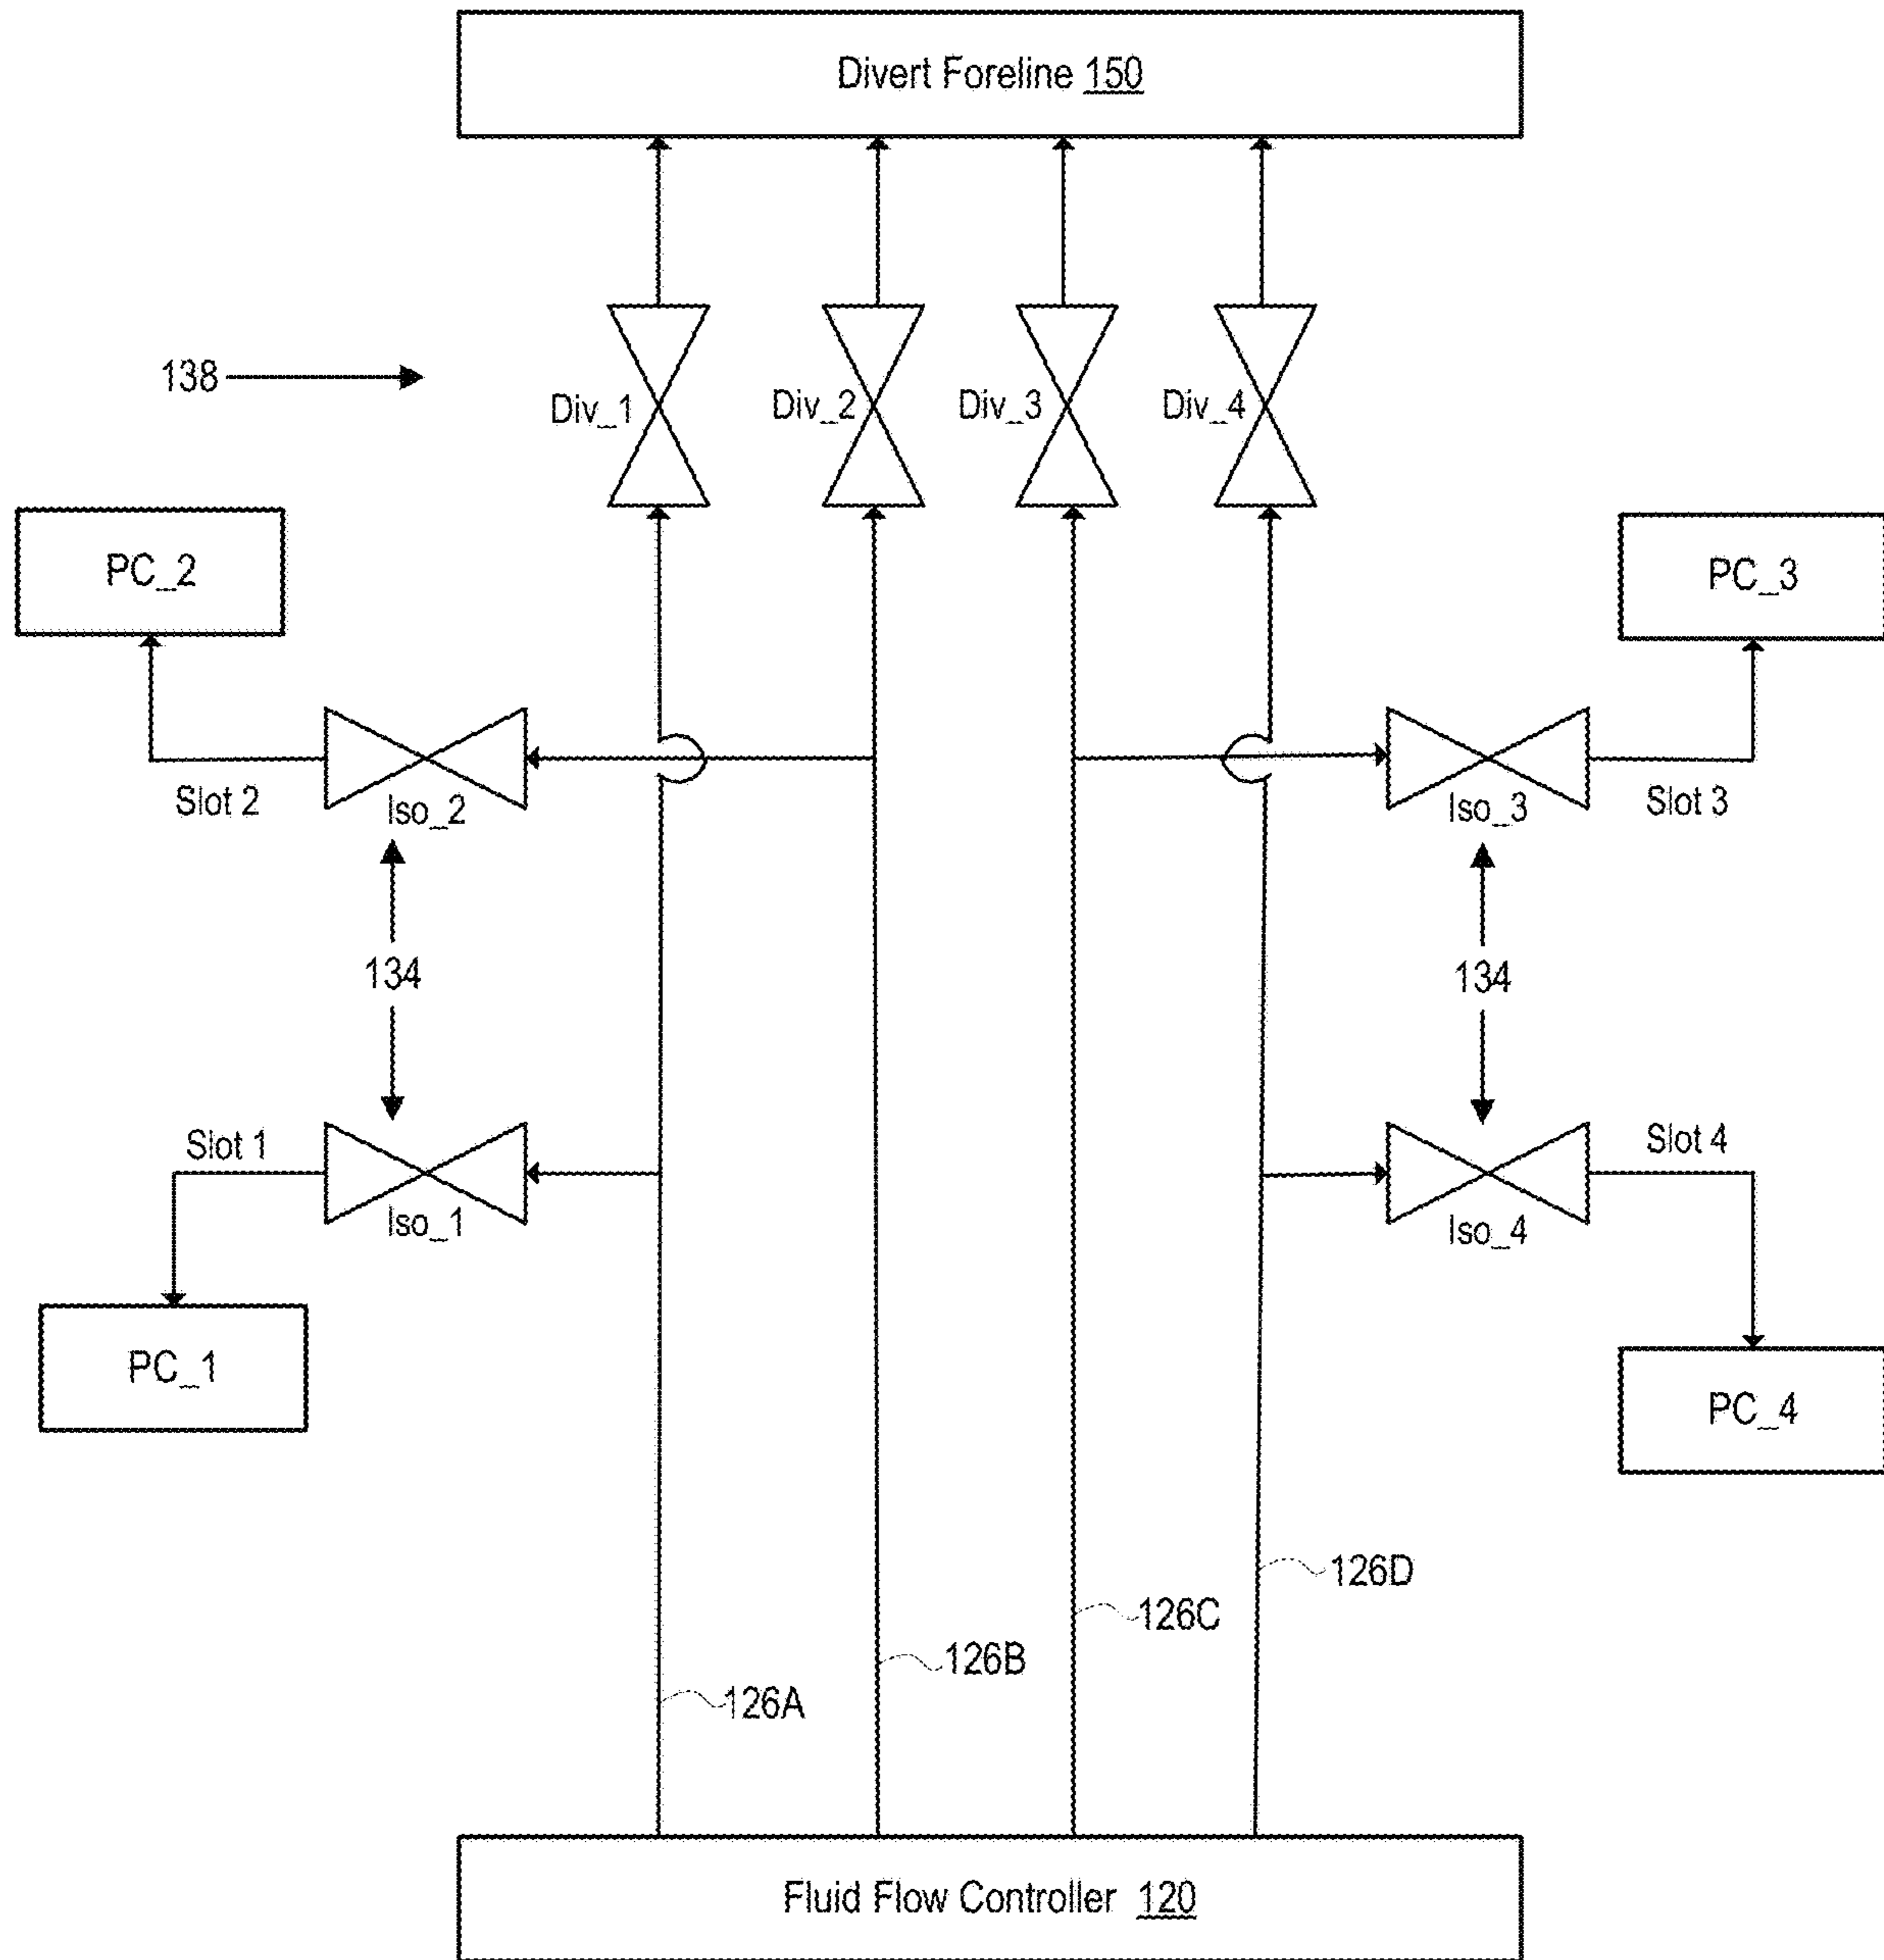 Divert Foreline 150
138
Div_1
Div_2
Div_3
Div_4
PC_2
PC_3
Slot 2
Iso_2
Iso_3
Slot 3
134
134
Slot 1
Iso_1
Iso_4
Slot 4
PC_1
PC_4
126D
126C
126B
126A
Fluid Flow Controller 120